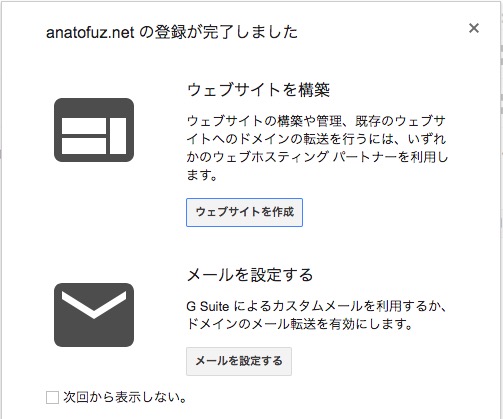 anatofuz.net の登録が完了しました
ウェブサイトを構築
ウェブサイトの構築や管理、既存のウェブサ
イトへのドメインの転送を行うには、いずれ
かのウェブホスティング パートナーを利用し
ます。
ウェブサイトを作成
メールを設定する
G Suite によるカスタムメールを利用するか、
ドメインのメール転送を有効にします。
メールを設定する
次回から表示しない。